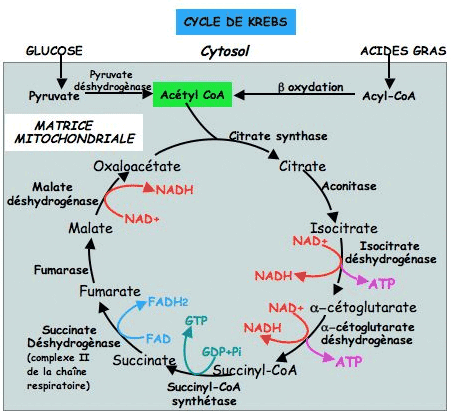 CYCLE DE KREBS
GLUCOSE
Cytosol
ACIDES GRAS
Pyruvate
déshydrogènase
Pyruvate
Acétyl CoA
β oxydation
Acyl-CoA
MATRICE
MITOCHONDRIALE
Citrate synthase
Oxaloacétate
Citrate
Malate
déshydrogénase
NADH
NAD+
Aconitase
Malate
Isocitrate
NAD+
Isocitrate
déshydrogénase
NADH
ATP
Fumarase
Fumarate
FADH2
FAD
GTP
GDP+Pi
NAD+
NADH
α-cétoglutarate
α-cétoglutarate
déhydrogènase
ATP
Succinate
Déshydrogènase
(complexe II
de la chaîne
respiratoire)
Succinate
Succinyl-CoA
Succinyl-CoA
synthétase